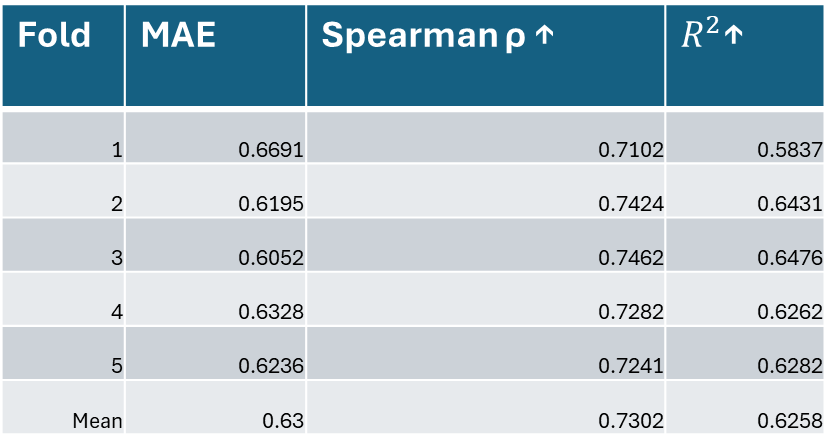 Fold MAE Spearman ρ ↑ R² ↑
1 0.6691 0.7102 0.5837
2 0.6195 0.7424 0.6431
3 0.6052 0.7462 0.6476
4 0.6328 0.7282 0.6262
5 0.6236 0.7241 0.6282
Mean 0.63 0.7302 0.6258